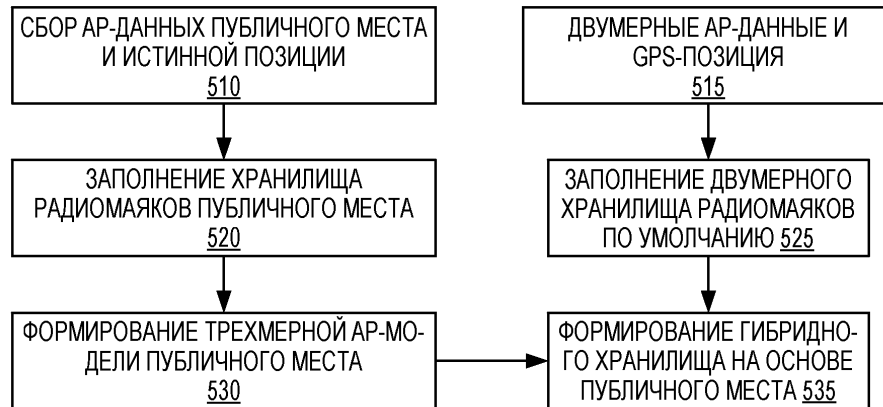 СБОР АР-ДАННЫХ ПУБЛИЧНОГО МЕСТА
И ИСТИННОЙ ПОЗИЦИИ
510
ДВУМЕРНЫЕ АР-ДАННЫЕ И
GPS-ПОЗИЦИЯ
515
ЗАПОЛНЕНИЕ ХРАНИЛИЩА
РАДИОМАЯКОВ ПУБЛИЧНОГО МЕСТА
520
ЗАПОЛНЕНИЕ ДВУМЕРНОГО
ХРАНИЛИЩА РАДИОМАЯКОВ
ПО УМОЛЧАНИЮ 525
ФОРМИРОВАНИЕ ТРЕХМЕРНОЙ АР-МО-
ДЕЛИ ПУБЛИЧНОГО МЕСТА
530
ФОРМИРОВАНИЕ ГИБРИДНО-
ГО ХРАНИЛИЩА НА ОСНОВЕ
ПУБЛИЧНОГО МЕСТА 535